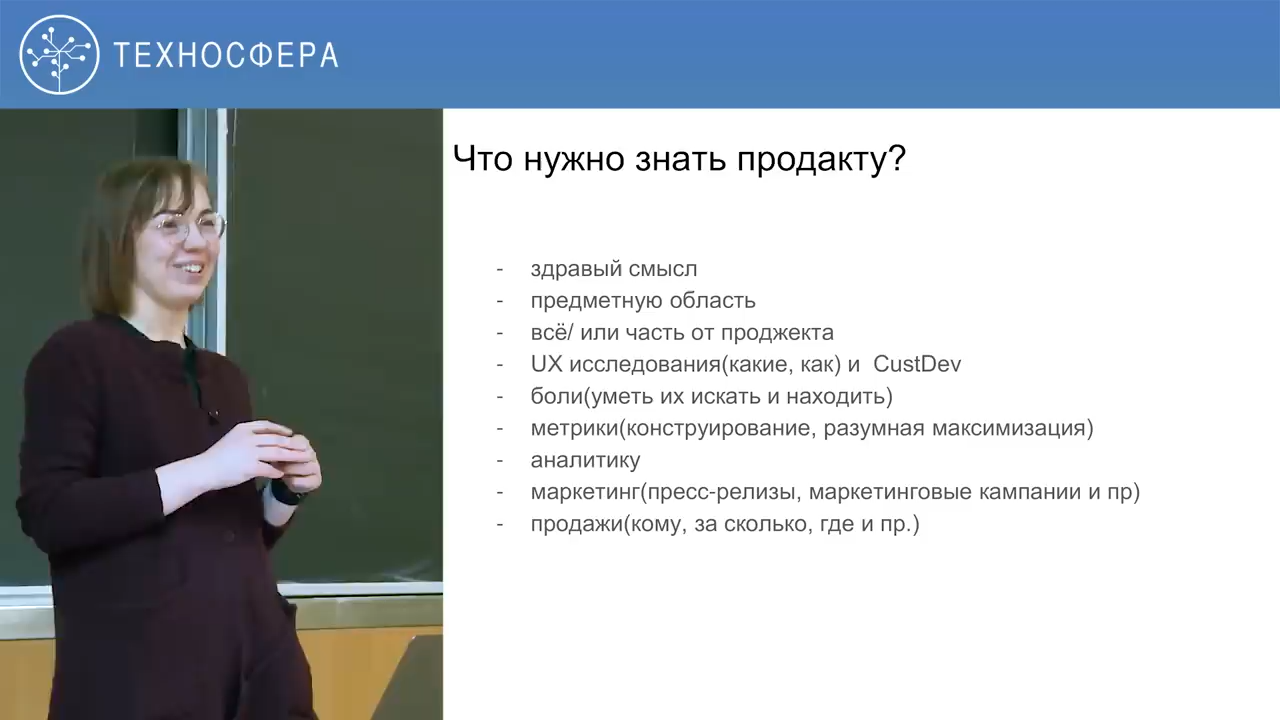 ТЕХНОСФЕРА
Что нужно знать продакту?
- здравый смысл
- предметную область
- всё/ или часть от проджекта
- UX исследования(какие, как) и  CustDev
- боли(уметь их искать и находить)
- метрики(конструирование, разумная максимизация)
- аналитику
- маркетинг(пресс-релизы, маркетинговые кампании и пр)
- продажи(кому, за сколько, где и пр.)